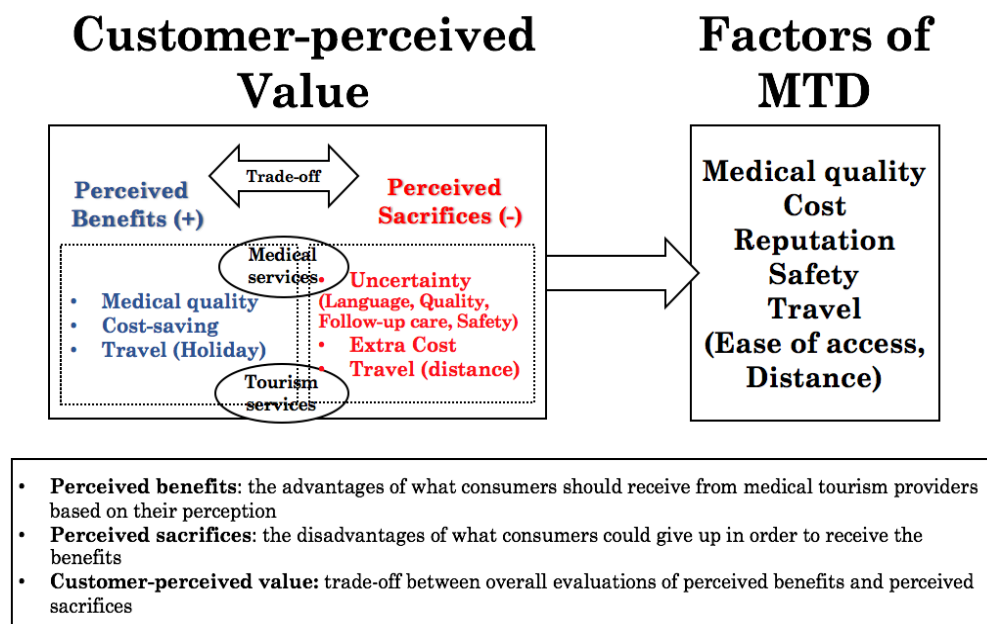 Customer-perceived
Value
Factors of
MTD
Trade-off
Perceived
Benefits (+)
Perceived
Sacrifices (-)
Medical
services
• Medical quality
• Cost-saving
• Travel (Holiday)
• Uncertainty
(Language, Quality,
Follow-up care, Safety)
• Extra Cost
• Travel (distance)
Tourism
services
Medical quality
Cost
Reputation
Safety
Travel
(Ease of access,
Distance)
• Perceived benefits: the advantages of what consumers should receive from medical tourism providers
based on their perception
• Perceived sacrifices: the disadvantages of what consumers could give up in order to receive the
benefits
• Customer-perceived value: trade-off between overall evaluations of perceived benefits and perceived
sacrifices